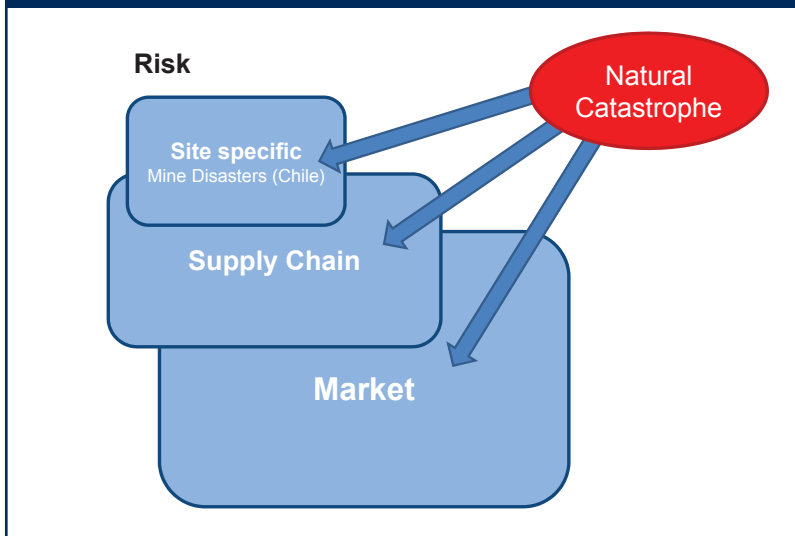 Risk
Natural
Catastrophe
Site specific
Mine Disasters (Chile)
Supply Chain
Market